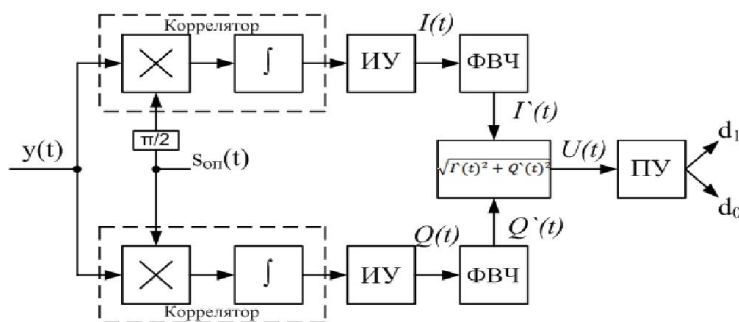 Коррелятор
∫
ИУ
I(t)
ФВЧ
I`(t)
π/2
y(t)
sоп(t)
√I`(t)² + Q`(t)²
U(t)
ПУ
d1
d0
Q`(t)
∫
ИУ
Q(t)
ФВЧ
Коррелятор